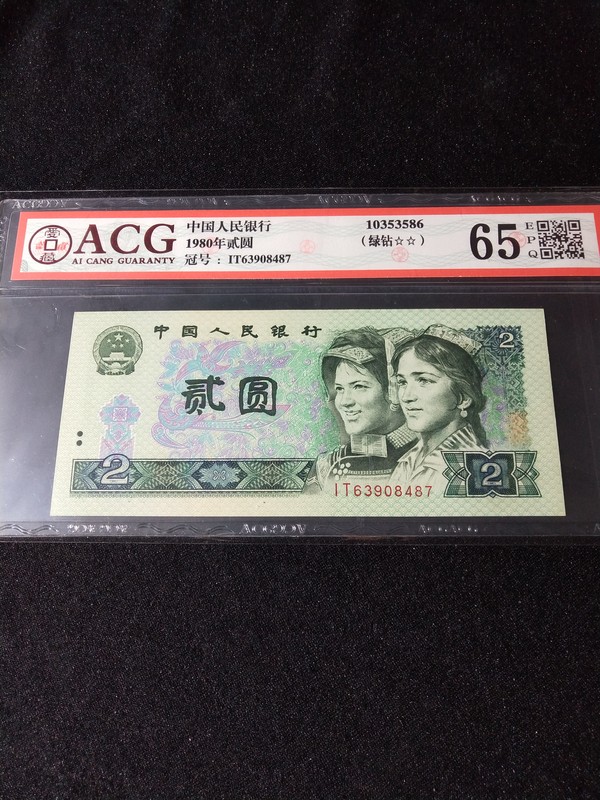 ACG
AI CANG GUARANTY
中国人民银行
1980年贰圆
冠号：IT63908487
10353586
（绿钻☆☆）
65
E
P
Q
中国人民银行
2
贰圆
2
IT63908487
2